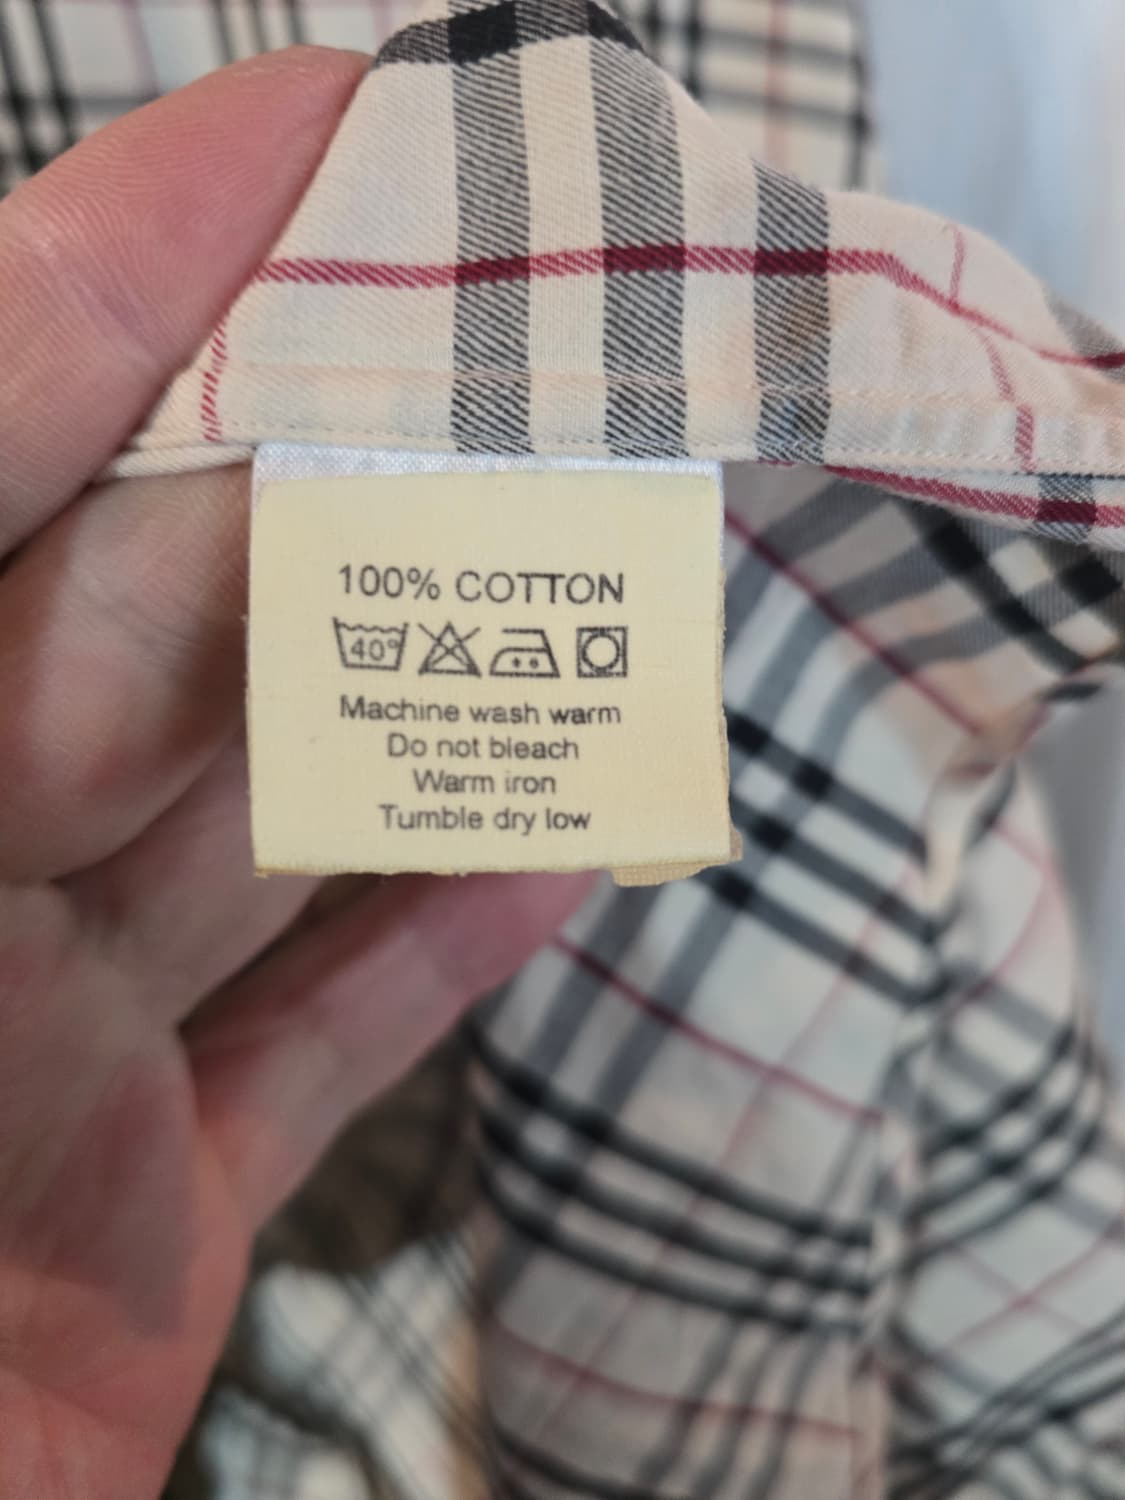 100% COTTON
40°
Machine wash warm
Do not bleach
Warm iron
Tumble dry low